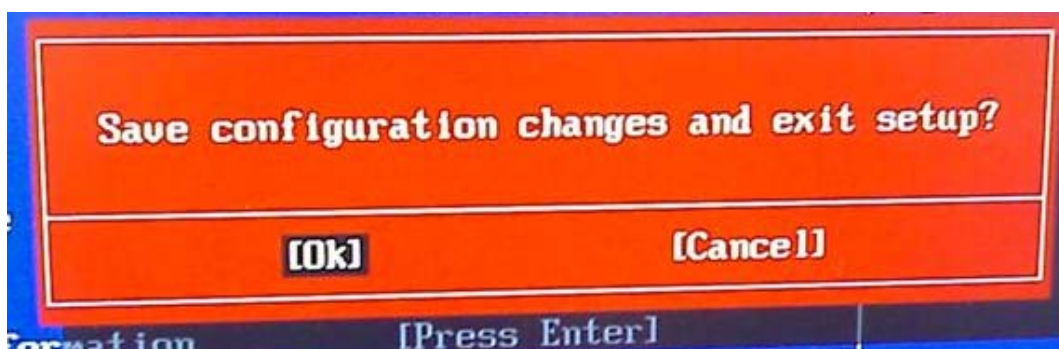 Save configuration changes and exit setup?
[Ok] [Cancel]
[Press Enter]